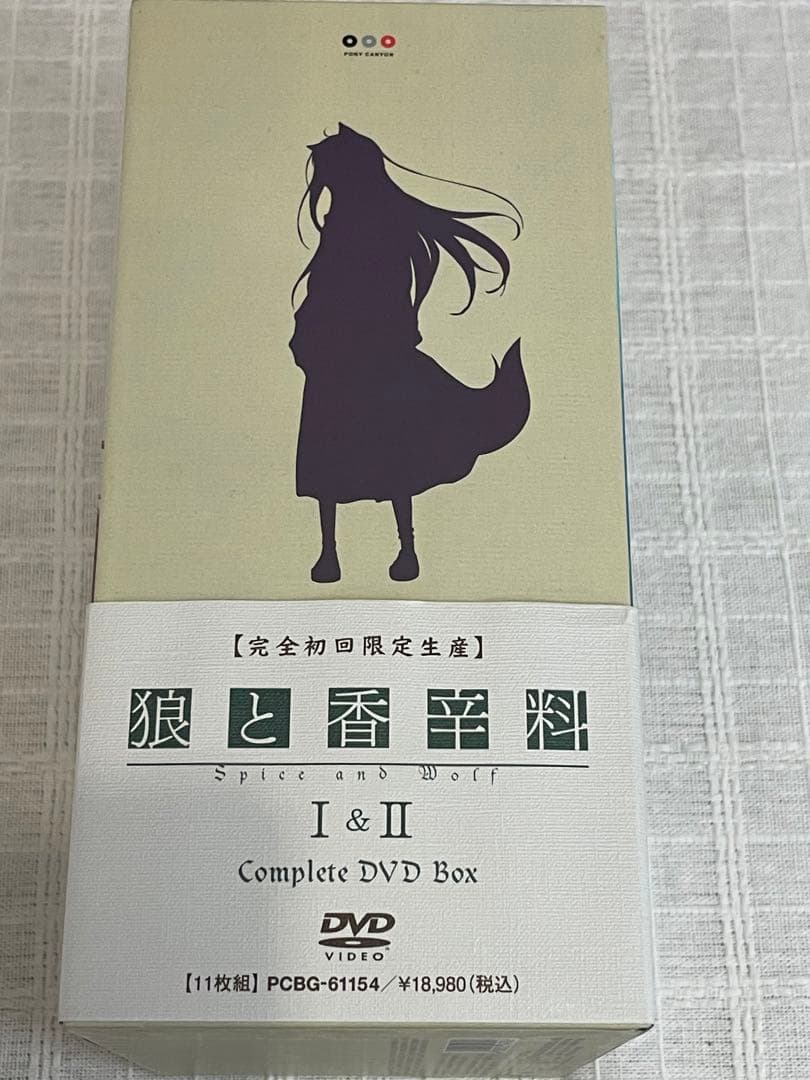 PONY CANYON
【完全初回限定生産】
狼と香辛料
Spice and Wolf
I & II
Complete DVD Box
DVD
VIDEO™
【11枚組】 PCBG-61154／¥18,980（税込）